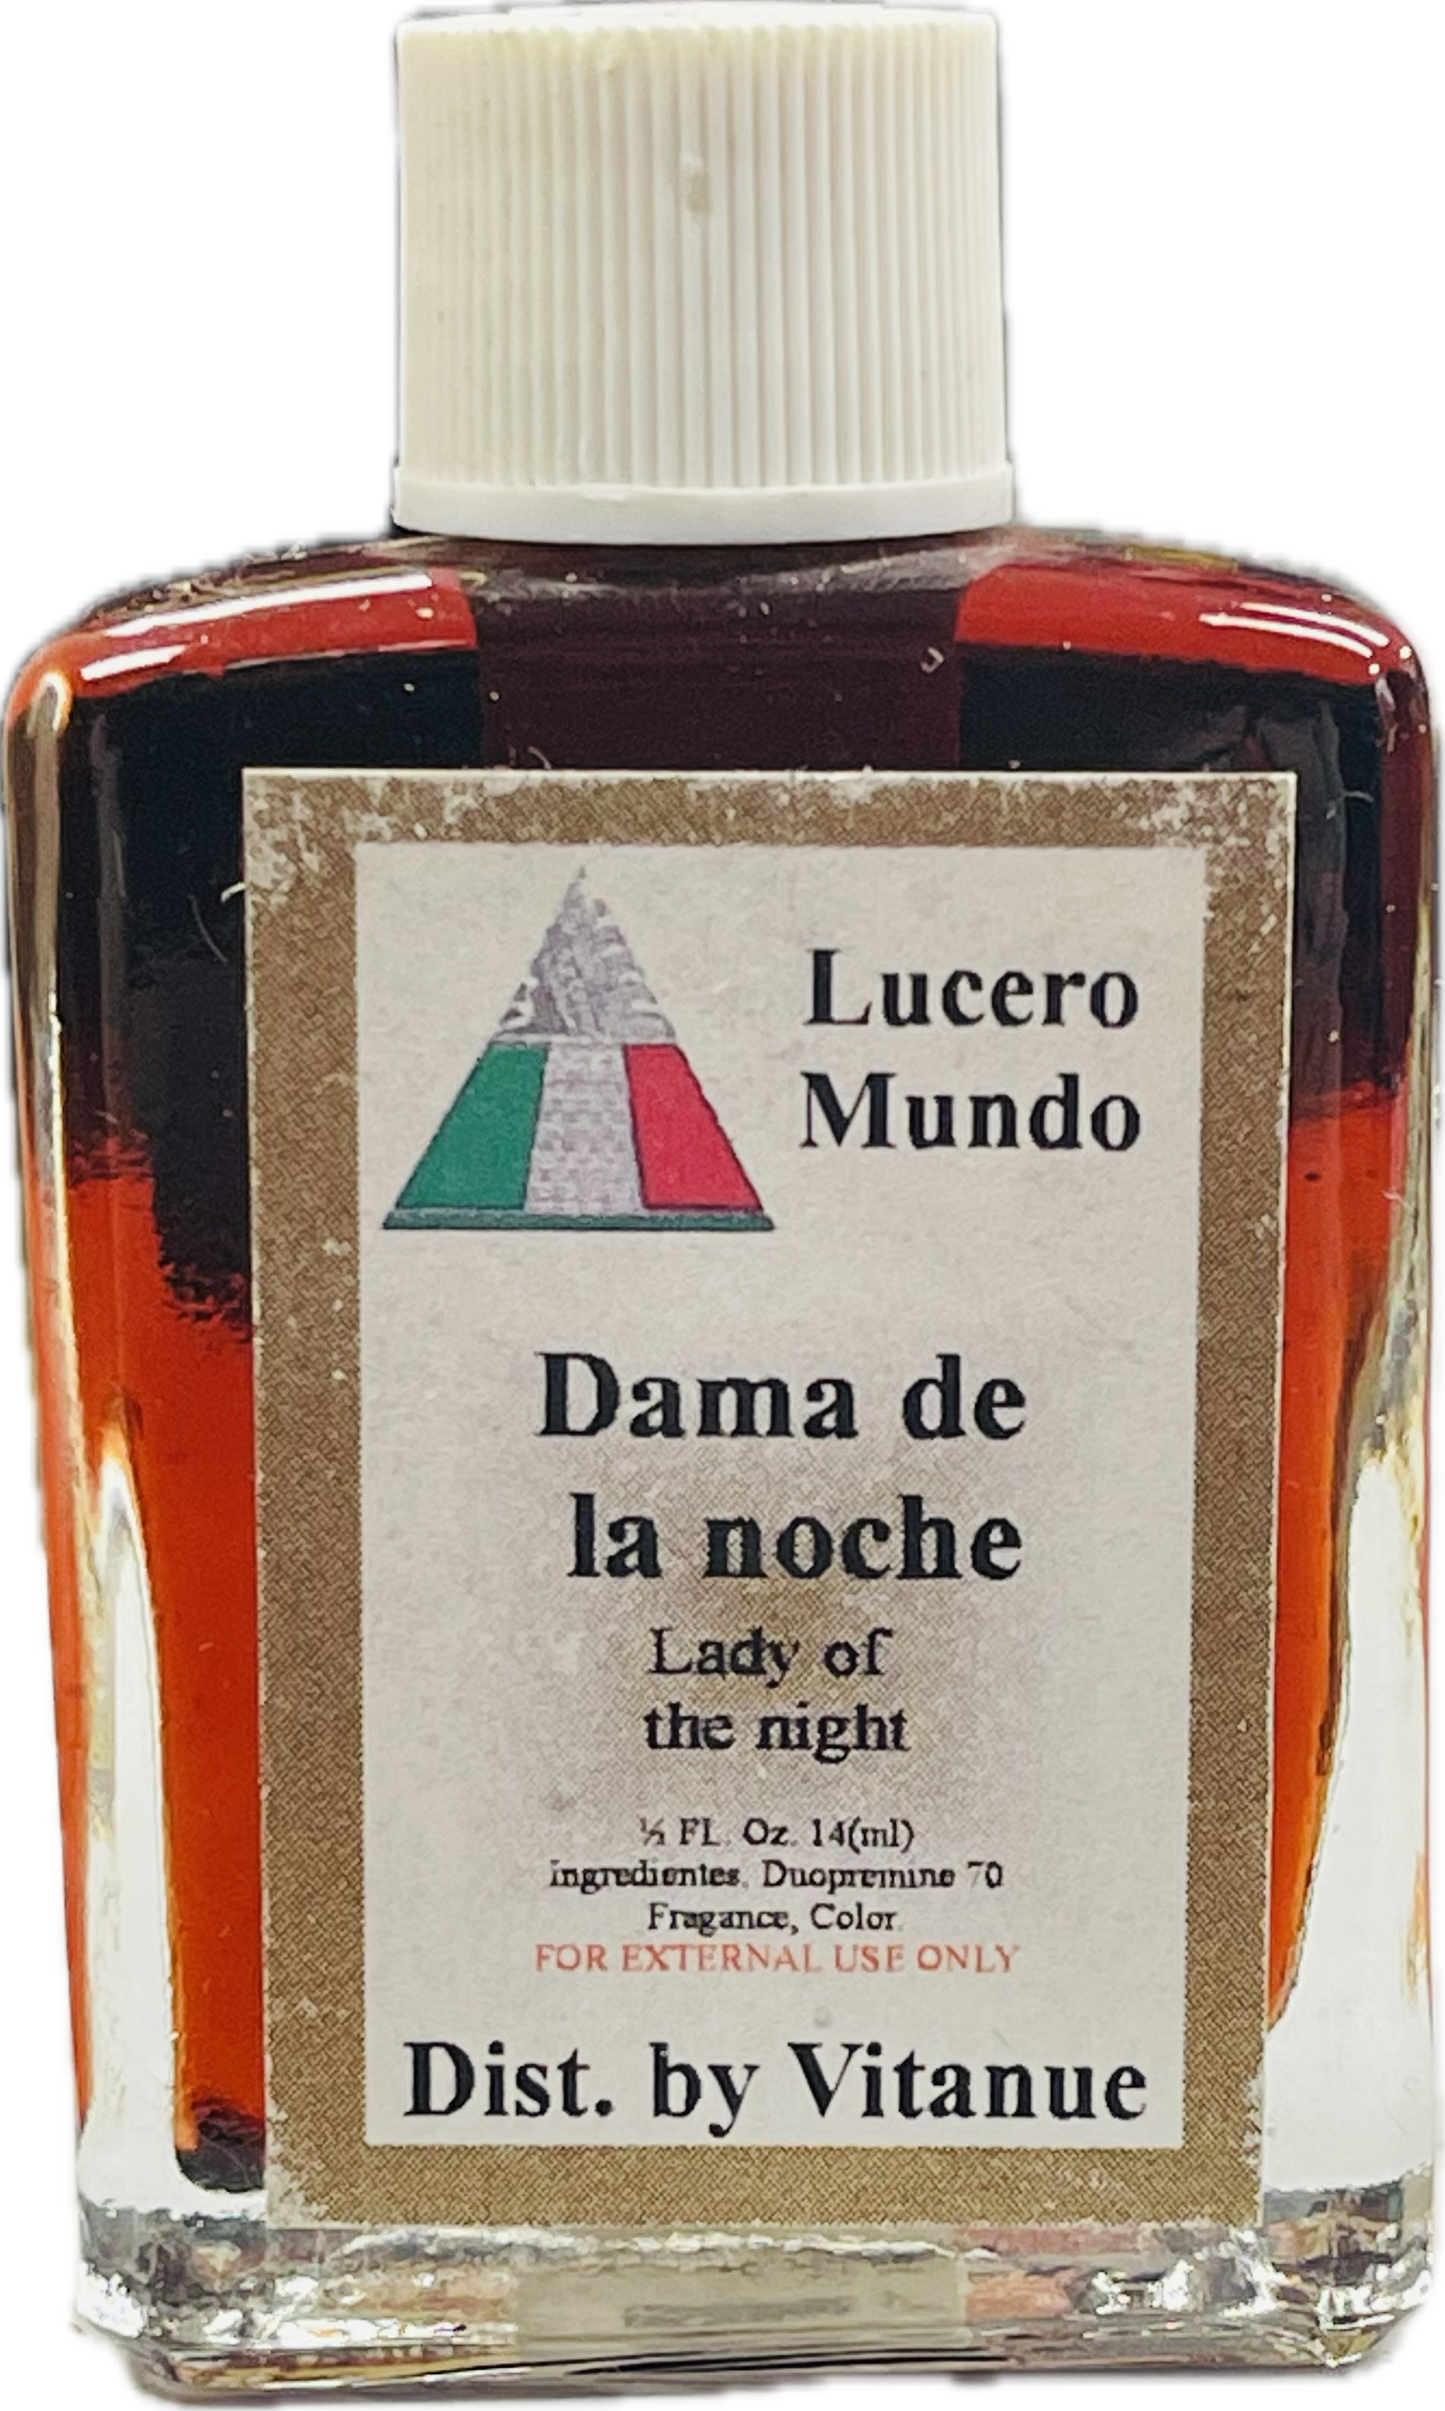 Lucero
Mundo
Dama de
la noche
Lady of
the night
½ FL. Oz. 14(ml)
ingredientes. Duopremine 70
Fragance, Color.
FOR EXTERNAL USE ONLY
Dist. by Vitanue